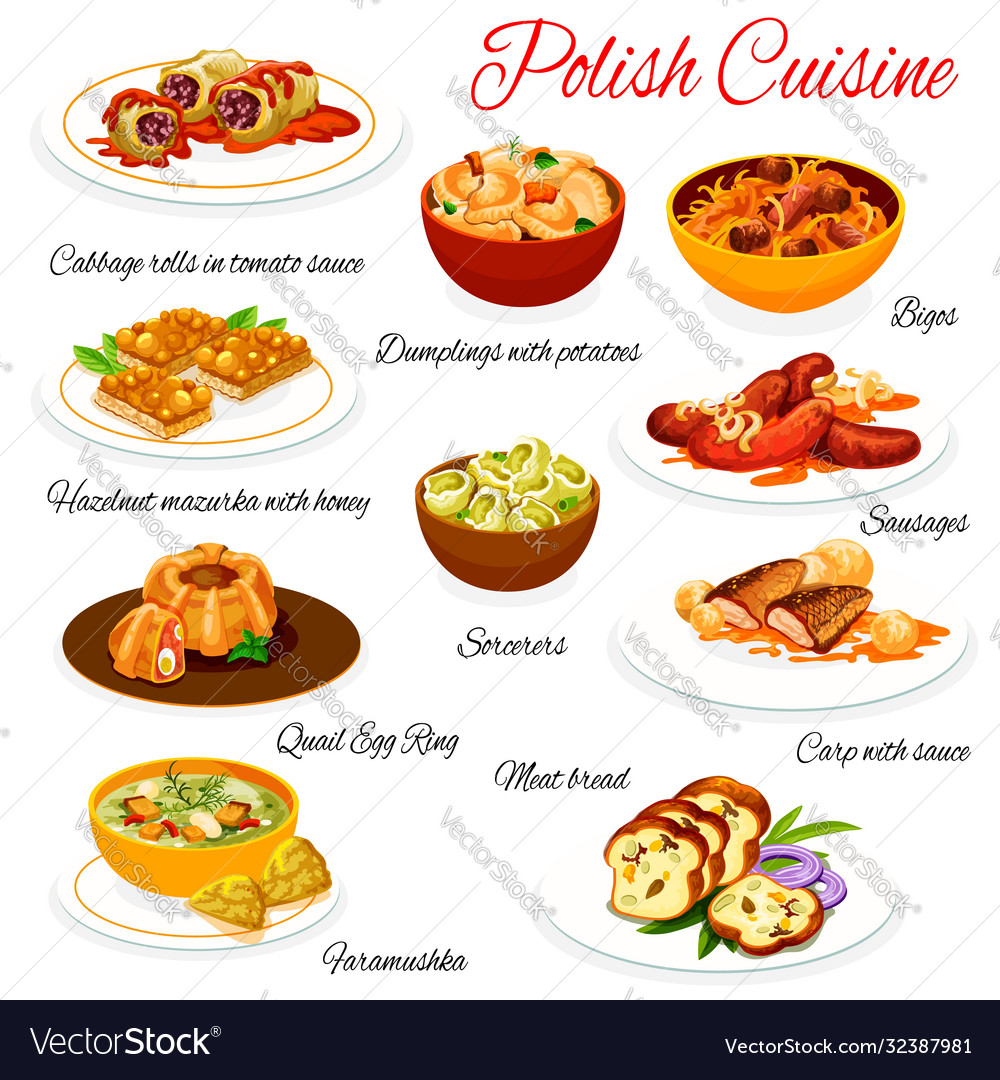 Polish Cuisine
Cabbage rolls in tomato sauce
Dumplings with potatoes
Bigos
Hazelnut mazurka with honey
Sausages
Sorcerers
Quail Egg Ring
Carp with sauce
Meat bread
Faramushka
VectorStock®
VectorStock.com/32387981